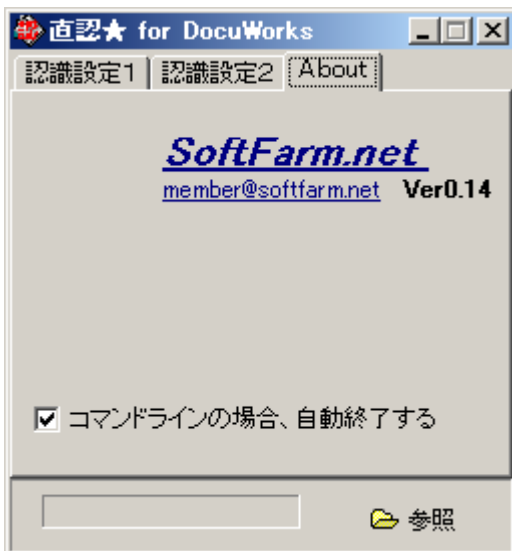 直認★ for DocuWorks
認識設定1 認識設定2 About
SoftFarm.net
member@softfarm.net Ver0.14
コマンドラインの場合、自動終了する
参照